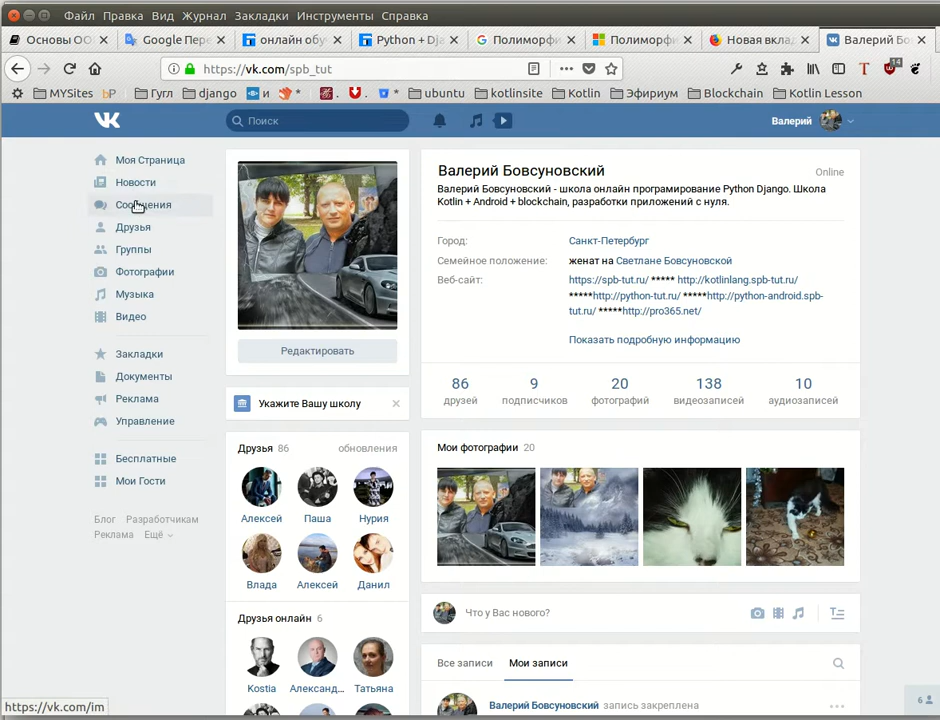 Файл Правка Вид Журнал Закладки Инструменты Справка
Основы ОО
Google Пере
онлайн обу
Python + Dja
Полиморфи
Полиморфи
Новая вклад
Валерий Бо
https://vk.com/spb_tut
14
MYSites
bP
Гугл
django
и
*
*
ubuntu
kotlinsite
Kotlin
Эфириум
Blockchain
Kotlin Lesson
Поиск
Валерий
Моя Страница
Новости
Друзья
Группы
Фотографии
Музыка
Видео
Закладки
Документы
Реклама
Управление
Бесплатные
Мои Гости
Блог Разработчикам
Реклама Ещё
Редактировать
Укажите Вашу школу
Друзья 86 обновления
Алексей Паша Нурия
Влада Алексей Данил
Друзья онлайн 6
Kostia Александ... Татьяна
Валерий Бовсуновский
Online
Валерий Бовсуновский - школа онлайн програмирование Python Django. Школа
Kotlin + Android + blockchain, разработки приложений с нуля.
Город: Санкт-Петербург
Семейное положение: женат на Светлане Бовсуновской
Веб-сайт: https://spb-tut.ru/ ***** http://kotlinlang.spb-tut.ru/
*****http://python-tut.ru/ *****http://python-android.spb-
tut.ru/ *****http://pro365.net/
Показать подробную информацию
86 9 20 138 10
друзей подписчиков фотографий видеозаписей аудиозаписей
Мои фотографии 20
Что у Вас нового?
Все записи Мои записи
Валерий Бовсуновский запись закреплена
https://vk.com/im
6